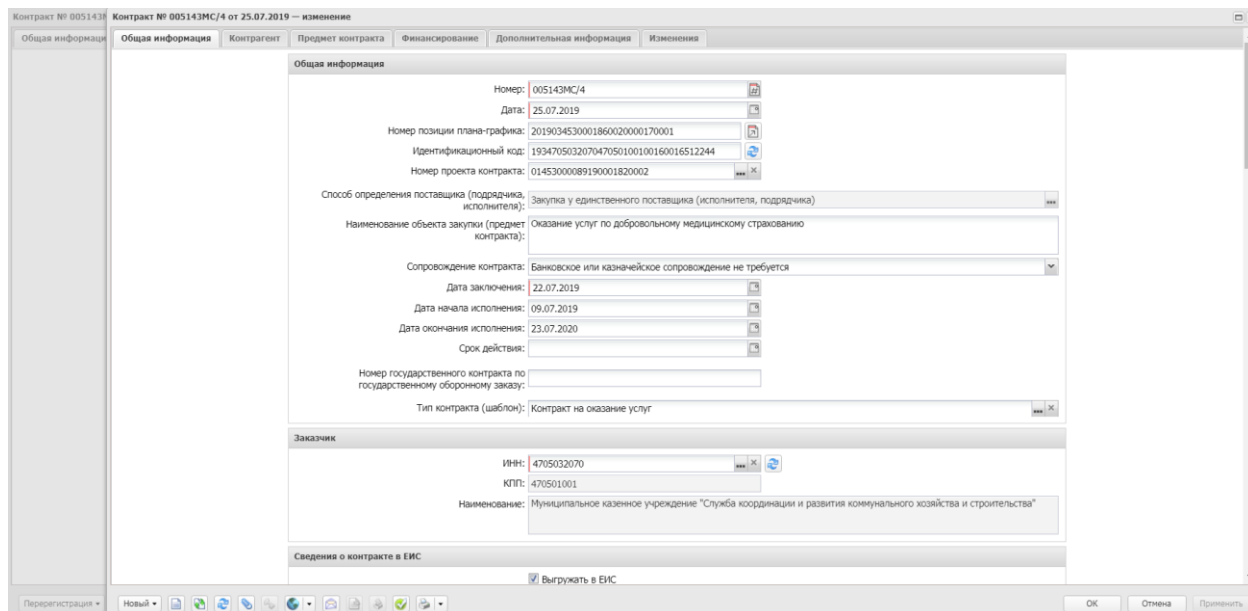 Контракт № 005143М
Контракт № 005143МС/4 от 25.07.2019 — изменение
Общая информаци
Общая информация
Контрагент
Предмет контракта
Финансирование
Дополнительная информация
Изменения
Общая информация
Номер: 005143МС/4
Дата: 25.07.2019
Номер позиции плана-графика: 2019034530001860020000170001
Идентификационный код: 193470503207047050100100160016512244
Номер проекта контракта: 01453000089190001820002
Способ определения поставщика (подрядчика, исполнителя): Закупка у единственного поставщика (исполнителя, подрядчика)
Наименование объекта закупки (предмет контракта): Оказание услуг по добровольному медицинскому страхованию
Сопровождение контракта: Банковское или казначейское сопровождение не требуется
Дата заключения: 22.07.2019
Дата начала исполнения: 09.07.2019
Дата окончания исполнения: 23.07.2020
Срок действия:
Номер государственного контракта по
государственному оборонному заказу:
Тип контракта (шаблон): Контракт на оказание услуг
Заказчик
ИНН: 4705032070
КПП: 470501001
Наименование: Муниципальное казенное учреждение "Служба координации и развития коммунального хозяйства и строительства"
Сведения о контракте в ЕИС
Выгружать в ЕИС
Перерегистрация
Новый
ОК
Отмена
Применить